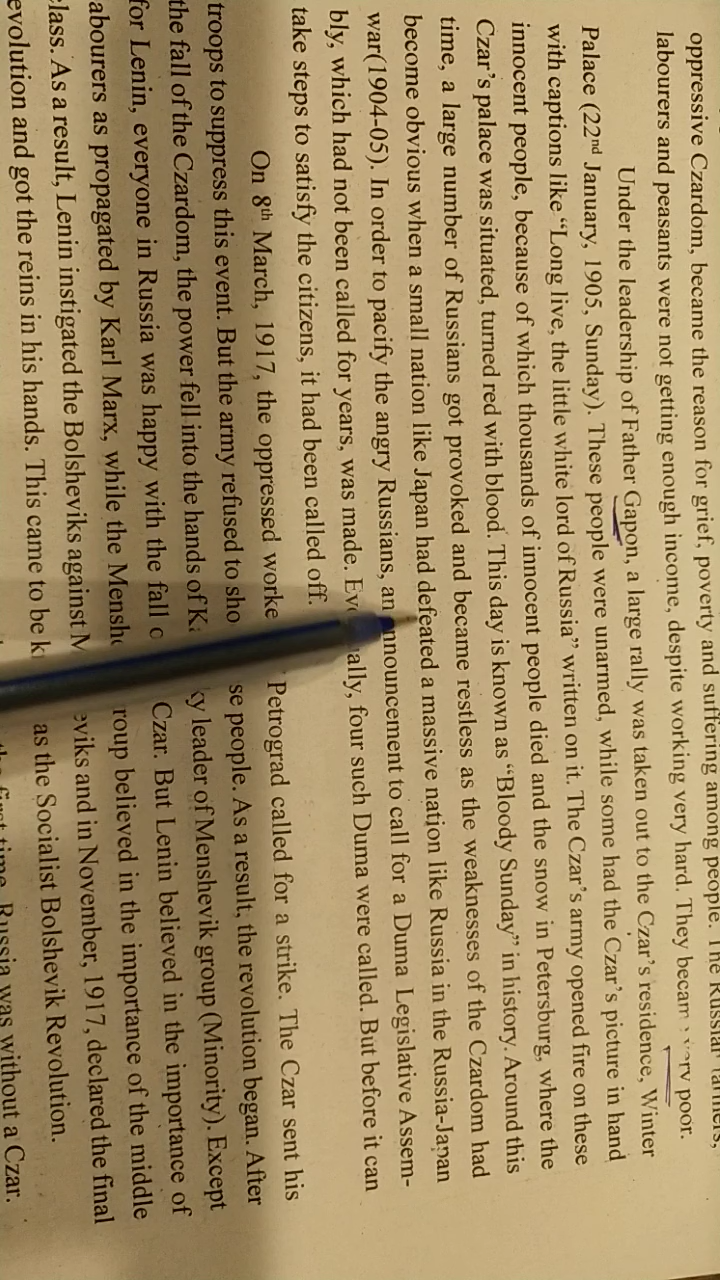 oppressive Czardom, became the reason for grief, poverty and suffering among people. The Russian farmers,
labourers and peasants were not getting enough income, despite working very hard. They became very poor.
Under the leadership of Father Gapon, a large rally was taken out to the Czar's residence, Winter
Palace (22nd January, 1905, Sunday). These people were unarmed, while some had the Czar's picture in hand
with captions like "Long live, the little white lord of Russia" written on it. The Czar's army opened fire on these
innocent people, because of which thousands of innocent people died and the snow in Petersburg, where the
Czar's palace was situated, turned red with blood. This day is known as "Bloody Sunday" in history. Around this
time, a large number of Russians got provoked and became restless as the weaknesses of the Czardom had
become obvious when a small nation like Japan had defeated a massive nation like Russia in the Russia-Japan
war(1904-05). In order to pacify the angry Russians, an announcement to call for a Duma Legislative Assem-
bly, which had not been called for years, was made. Eventually, four such Duma were called. But before it can
take steps to satisfy the citizens, it had been called off.
On 8th March, 1917, the oppressed worke Petrograd called for a strike. The Czar sent his
troops to suppress this event. But the army refused to sho se people. As a result, the revolution began. After
the fall of the Czardom, the power fell into the hands of K ky leader of Menshevik group (Minority). Except
for Lenin, everyone in Russia was happy with the fall o Czar. But Lenin believed in the importance of
abourers as propagated by Karl Marx, while the Mensh roup believed in the importance of the middle
class. As a result, Lenin instigated the Bolsheviks against M eviks and in November, 1917, declared the final
evolution and got the reins in his hands. This came to be k as the Socialist Bolshevik Revolution.
the first time, Russia was without a Czar.